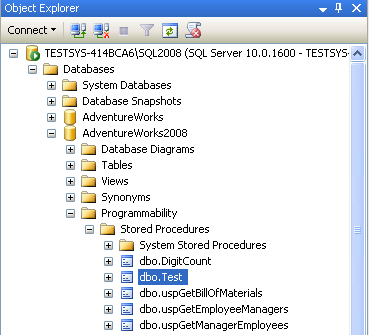 Object Explorer
Connect
TESTSYS-414BCA6\SQL2008 (SQL Server 10.0.1600 - TESTSYS-
Databases
System Databases
Database Snapshots
AdventureWorks
AdventureWorks2008
Database Diagrams
Tables
Views
Synonyms
Programmability
Stored Procedures
System Stored Procedures
dbo.DigitCount
dbo.Test
dbo.uspGetBillOfMaterials
dbo.uspGetEmployeeManagers
dbo.uspGetManagerEmployees